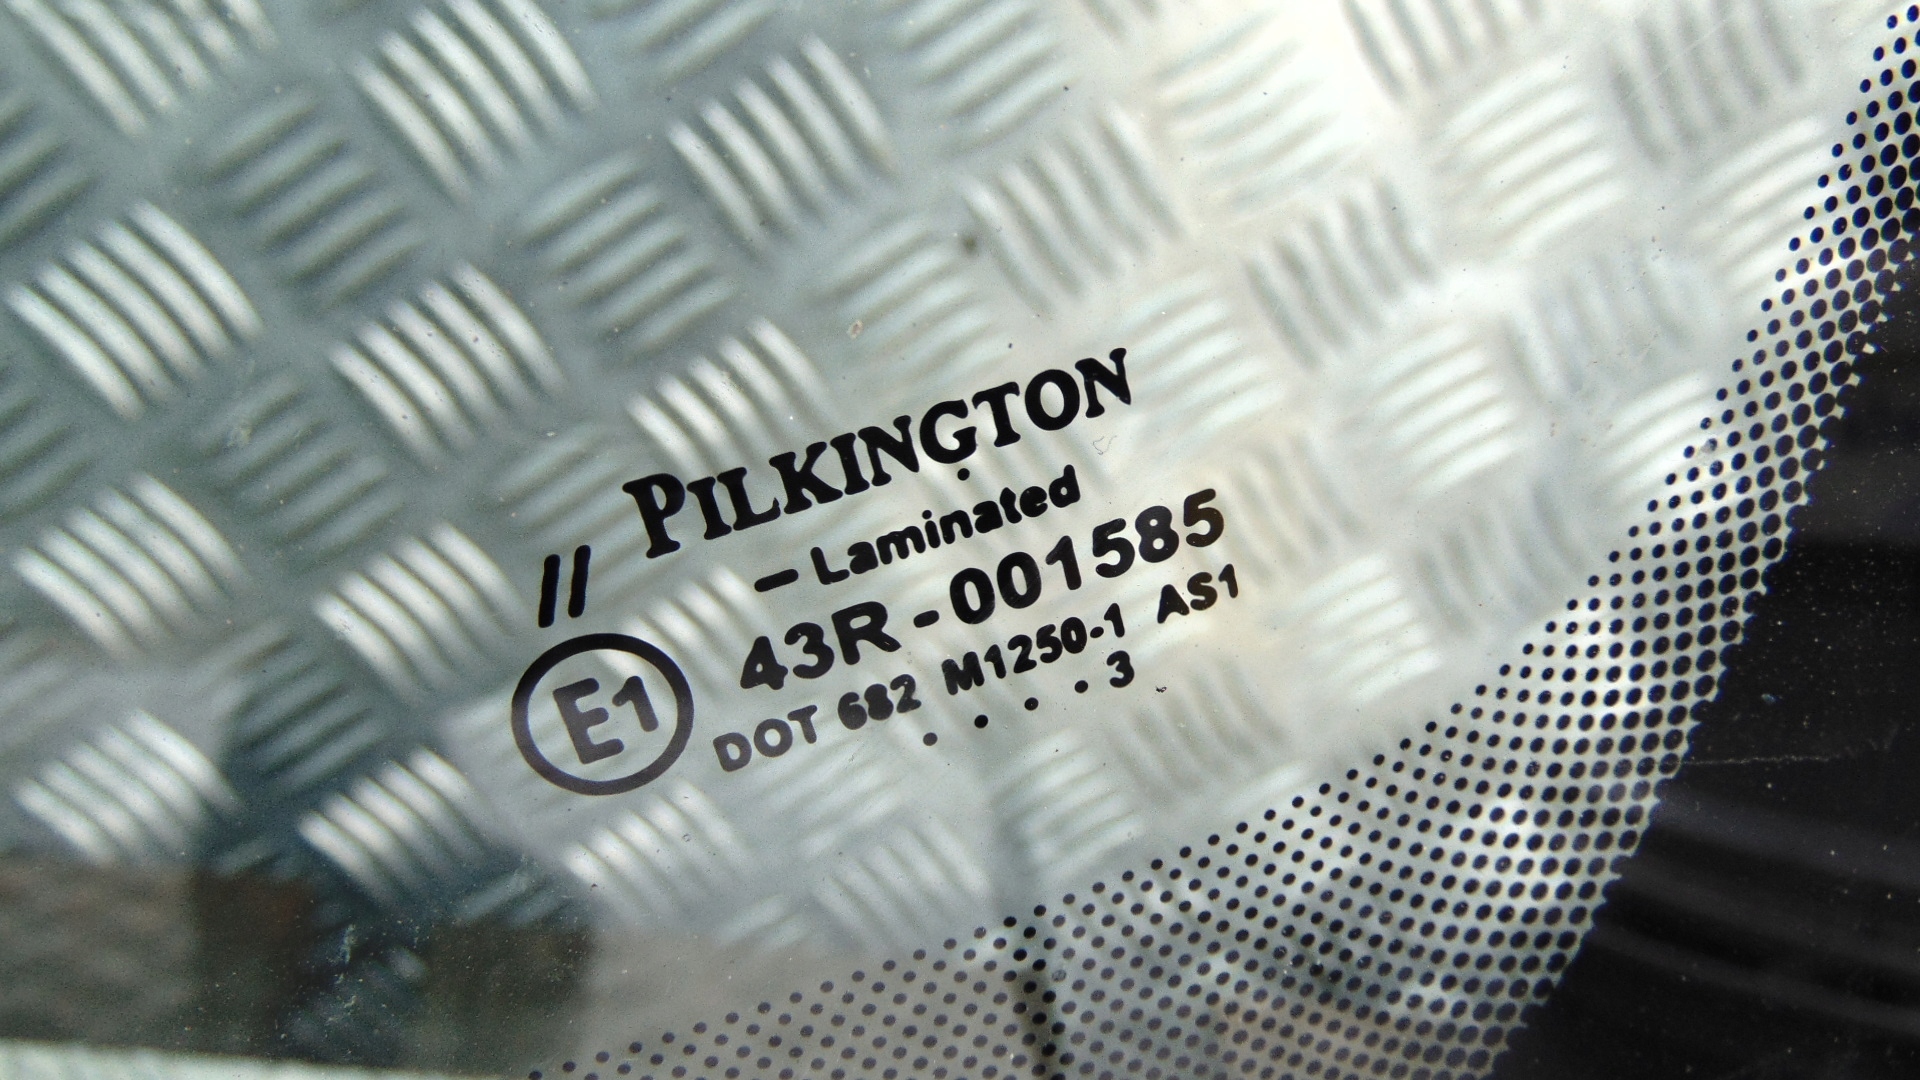 PILKINGTON
– Laminated
//
E1
43R-001585
DOT 682 M1250-1 AS1
. . . . 3